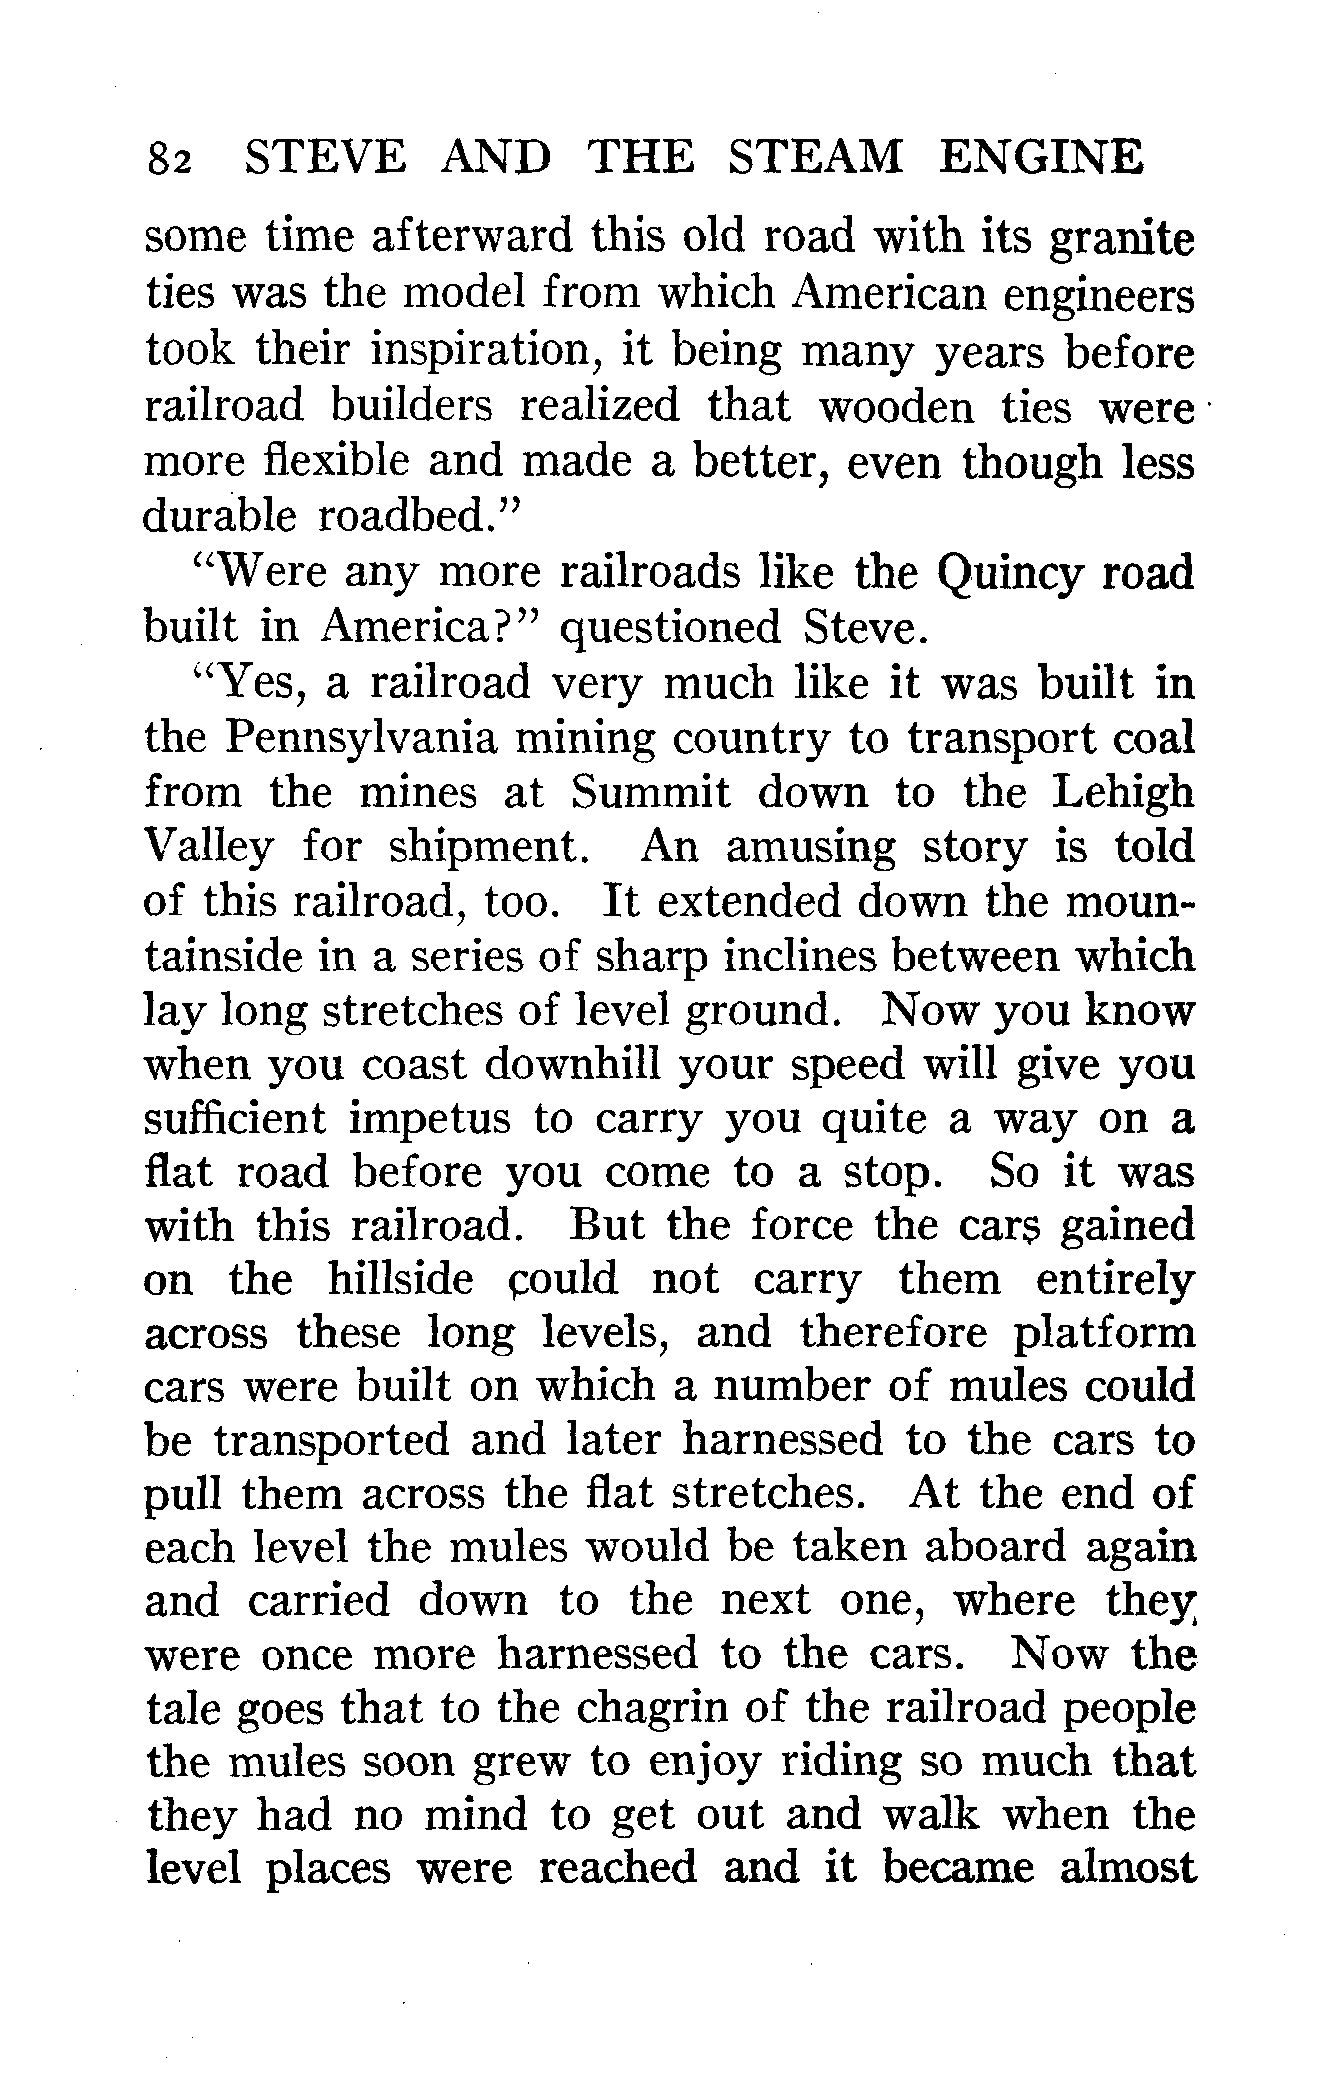 82 STEVE AND THE STEAM ENGINE
some time afterward this old road with its granite
ties was the model from which American engineers
took their inspiration, it being many years before
railroad builders realized that wooden ties were
more flexible and made a better, even though less
durable roadbed."
"Were any more railroads like the Quincy road
built in America?" questioned Steve.
"Yes, a railroad very much like it was built in
the Pennsylvania mining country to transport coal
from the mines at Summit down to the Lehigh
Valley for shipment. An amusing story is told
of this railroad, too. It extended down the moun-
tainside in a series of sharp inclines between which
lay long stretches of level ground. Now you know
when you coast downhill your speed will give you
sufficient impetus to carry you quite a way on a
flat road before you come to a stop. So it was
with this railroad. But the force the cars gained
on the hillside could not carry them entirely
across these long levels, and therefore platform
cars were built on which a number of mules could
be transported and later harnessed to the cars to
pull them across the flat stretches. At the end of
each level the mules would be taken aboard again
and carried down to the next one, where they
were once more harnessed to the cars. Now the
tale goes that to the chagrin of the railroad people
the mules soon grew to enjoy riding so much that
they had no mind to get out and walk when the
level places were reached and it became almost